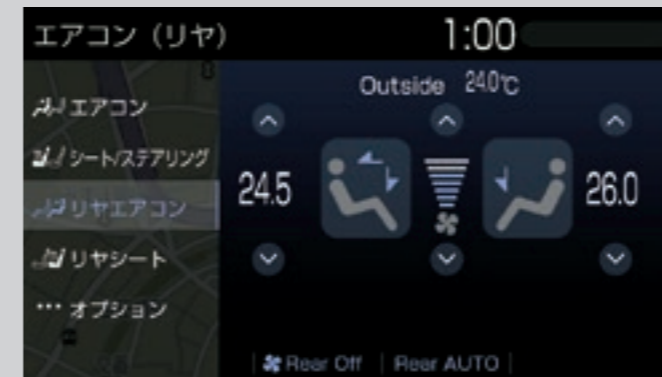 エアコン (リヤ)
1:00
エアコン
シート/ステアリング
リヤエアコン
リヤシート
オプション
Outside 24.0℃
24.5
26.0
Rear Off
Rear AUTO